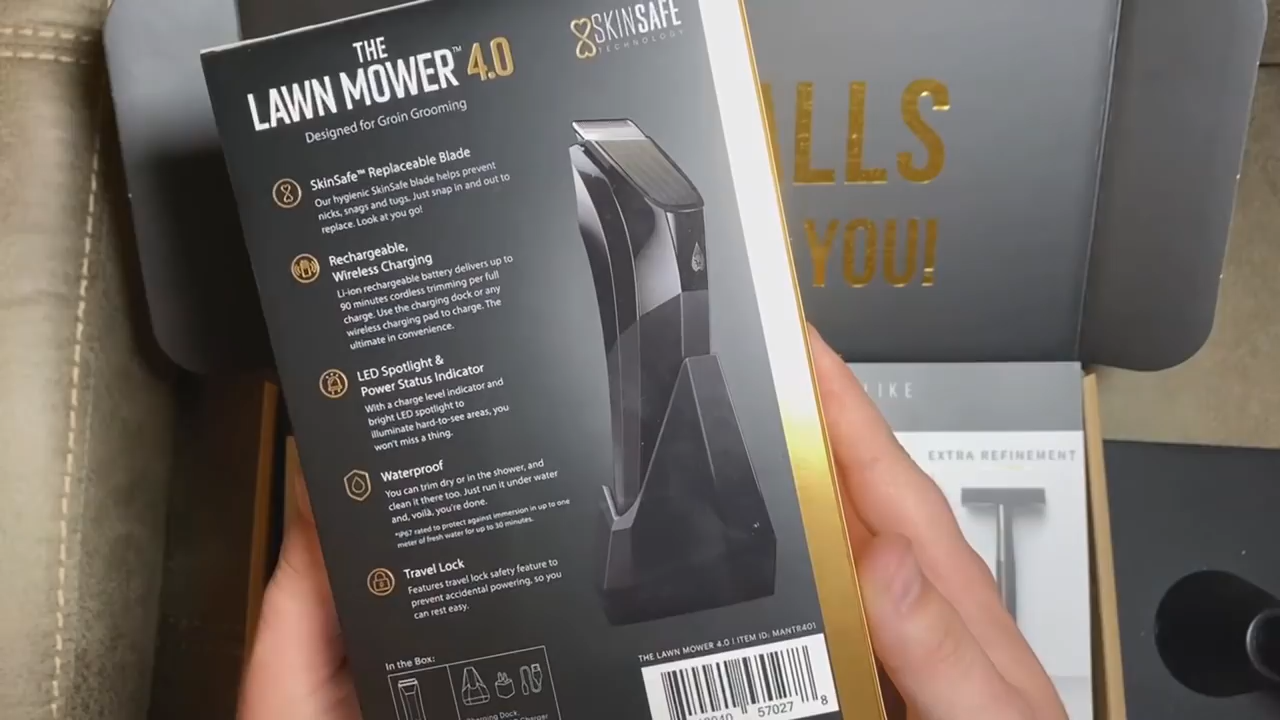 THE
LAWN MOWER™ 4.0
Designed for Groin Grooming
SKINSAFE
TECHNOLOGY
SkinSafe™ Replaceable Blade
Our hygienic SkinSafe blade helps prevent
nicks, snags and tugs. Just snap in and out to
replace. Look at you go!
Rechargeable,
Wireless Charging
Li-ion rechargeable battery delivers up to
90 minutes cordless trimming per full
charge. Use the charging dock or any
wireless charging pad to charge. The
ultimate in convenience.
LED Spotlight &
Power Status Indicator
With a charge level indicator and
bright LED spotlight to
illuminate hard-to-see areas, you
won't miss a thing.
Waterproof
You can trim dry or in the shower, and
clean it there too. Just run it under water
and, voilà, you're done.
*IP67 rated to protect against immersion in up to one
meter of fresh water for up to 30 minutes.
Travel Lock
Features travel lock safety feature to
prevent accidental powering, so you
can rest easy.
In the Box:
Charging Dock,
Charger
THE LAWN MOWER 4.0 | ITEM ID: MANTR401
57027 8
LLS
YOU!
LIKE
EXTRA REFINEMENT